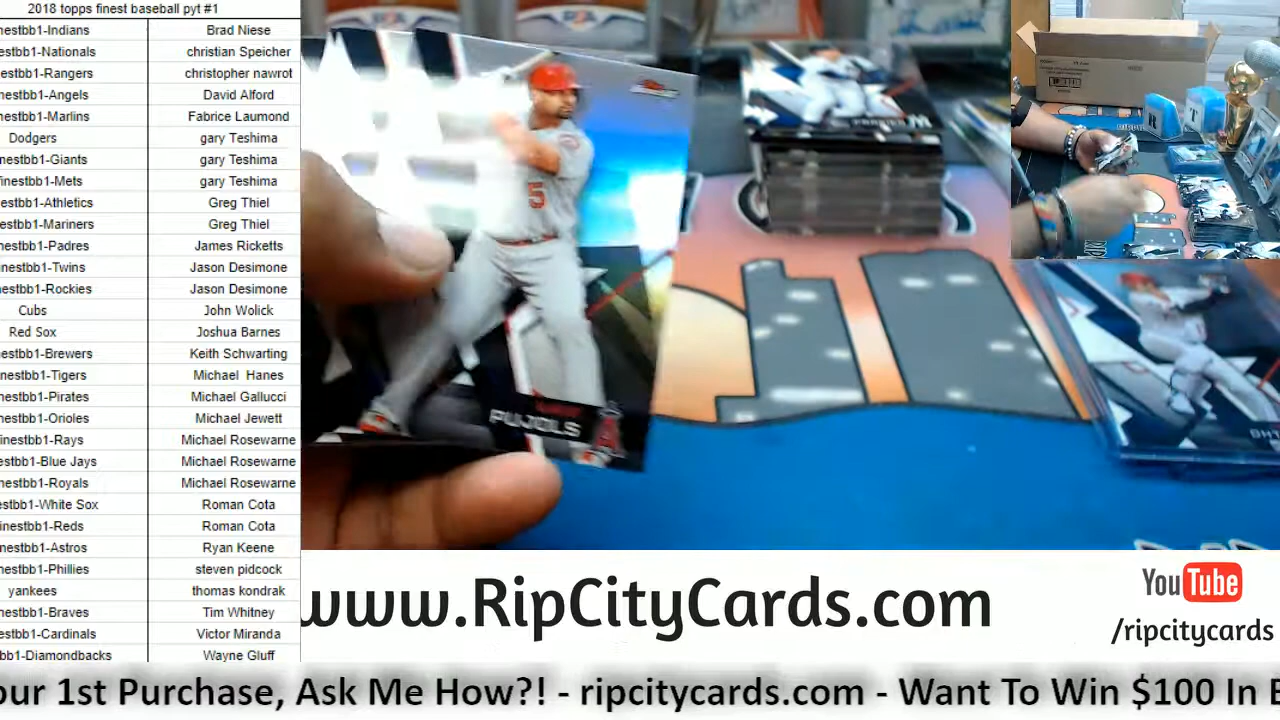 2018 topps finest baseball pyt #1
nestbb1-Indians Brad Niese
nestbb1-Nationals christian Speicher
estbb1-Rangers christopher nawrot
nestbb1-Angels David Alford
nestbb1-Marlins Fabrice Laumond
Dodgers gary Teshima
nestbb1-Giants gary Teshima
finestbb1-Mets gary Teshima
nestbb1-Athletics Greg Thiel
nestbb1-Mariners Greg Thiel
nestbb1-Padres James Ricketts
inestbb1-Twins Jason Desimone
nestbb1-Rockies Jason Desimone
Cubs John Wolick
Red Sox Joshua Barnes
nestbb1-Brewers Keith Schwarting
nestbb1-Tigers Michael Hanes
nestbb1-Pirates Michael Gallucci
nestbb1-Orioles Michael Jewett
inestbb1-Rays Michael Rosewarne
estbb1-Blue Jays Michael Rosewarne
nestbb1-Royals Michael Rosewarne
estbb1-White Sox Roman Cota
inestbb1-Reds Roman Cota
nestbb1-Astros Ryan Keene
nestbb1-Phillies steven pidcock
yankees thomas kondrak
nestbb1-Braves Tim Whitney
estbb1-Cardinals Victor Miranda
bb1-Diamondbacks Wayne Gluff
5
PUJOLS
FRAZIER
R T
www.RipCityCards.com
YouTube
/ripcitycards
our 1st Purchase, Ask Me How?! - ripcitycards.com - Want To Win $100 In